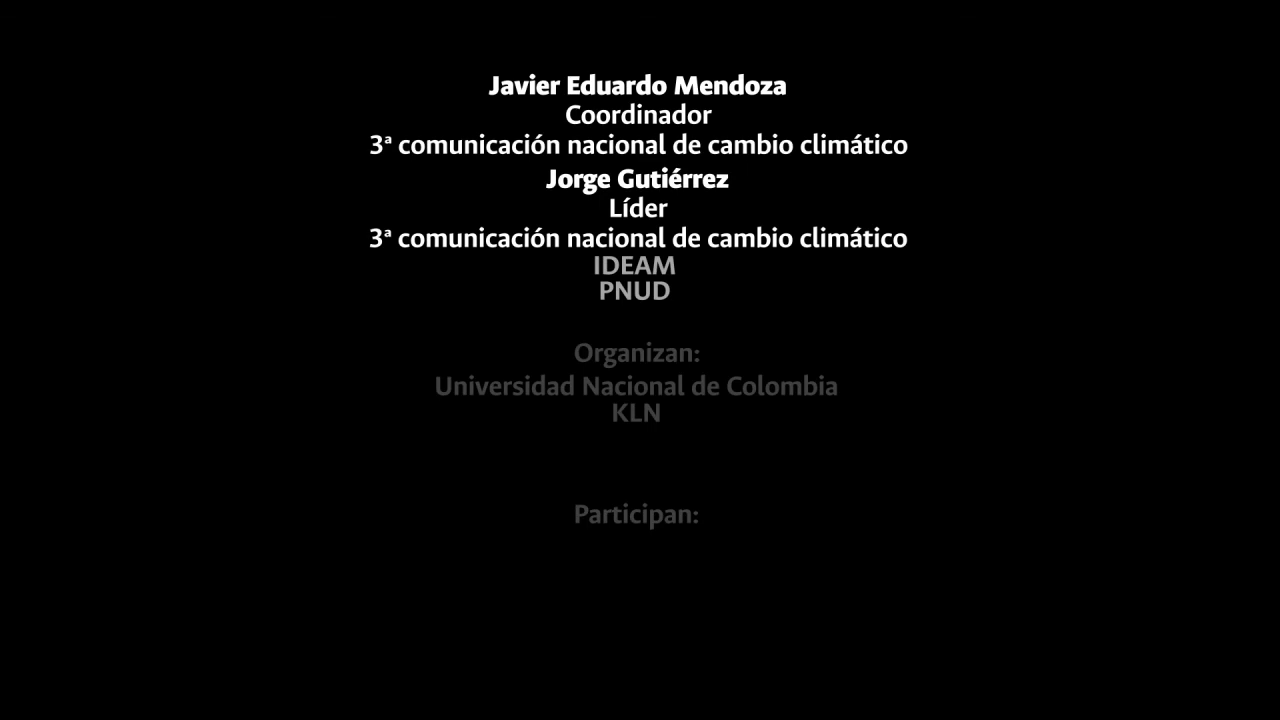 Javier Eduardo Mendoza
Coordinador
3ª comunicación nacional de cambio climático
Jorge Gutiérrez
Líder
3ª comunicación nacional de cambio climático
IDEAM
PNUD
Organizan:
Universidad Nacional de Colombia
KLN
Participan: